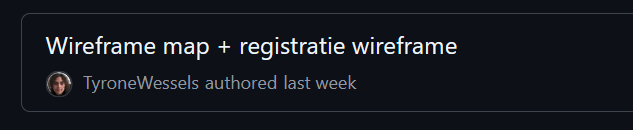 Wireframe map + registratie wireframe
TyroneWessels authored last week